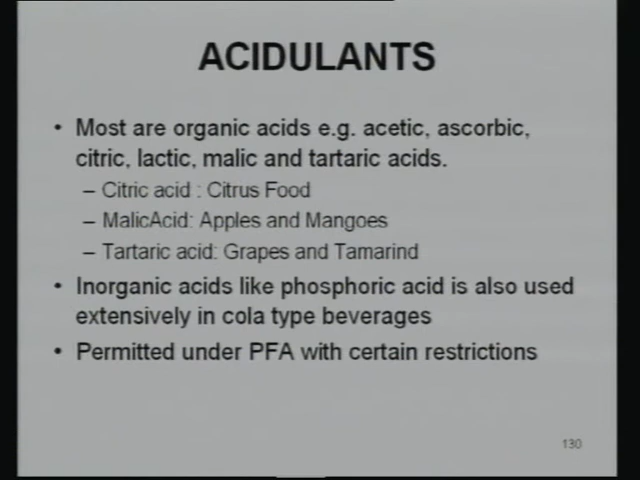 ACIDULANTS
• Most are organic acids e.g. acetic, ascorbic,
citric, lactic, malic and tartaric acids.
– Citric acid : Citrus Food
– MalicAcid: Apples and Mangoes
– Tartaric acid: Grapes and Tamarind
• Inorganic acids like phosphoric acid is also used
extensively in cola type beverages
• Permitted under PFA with certain restrictions
130